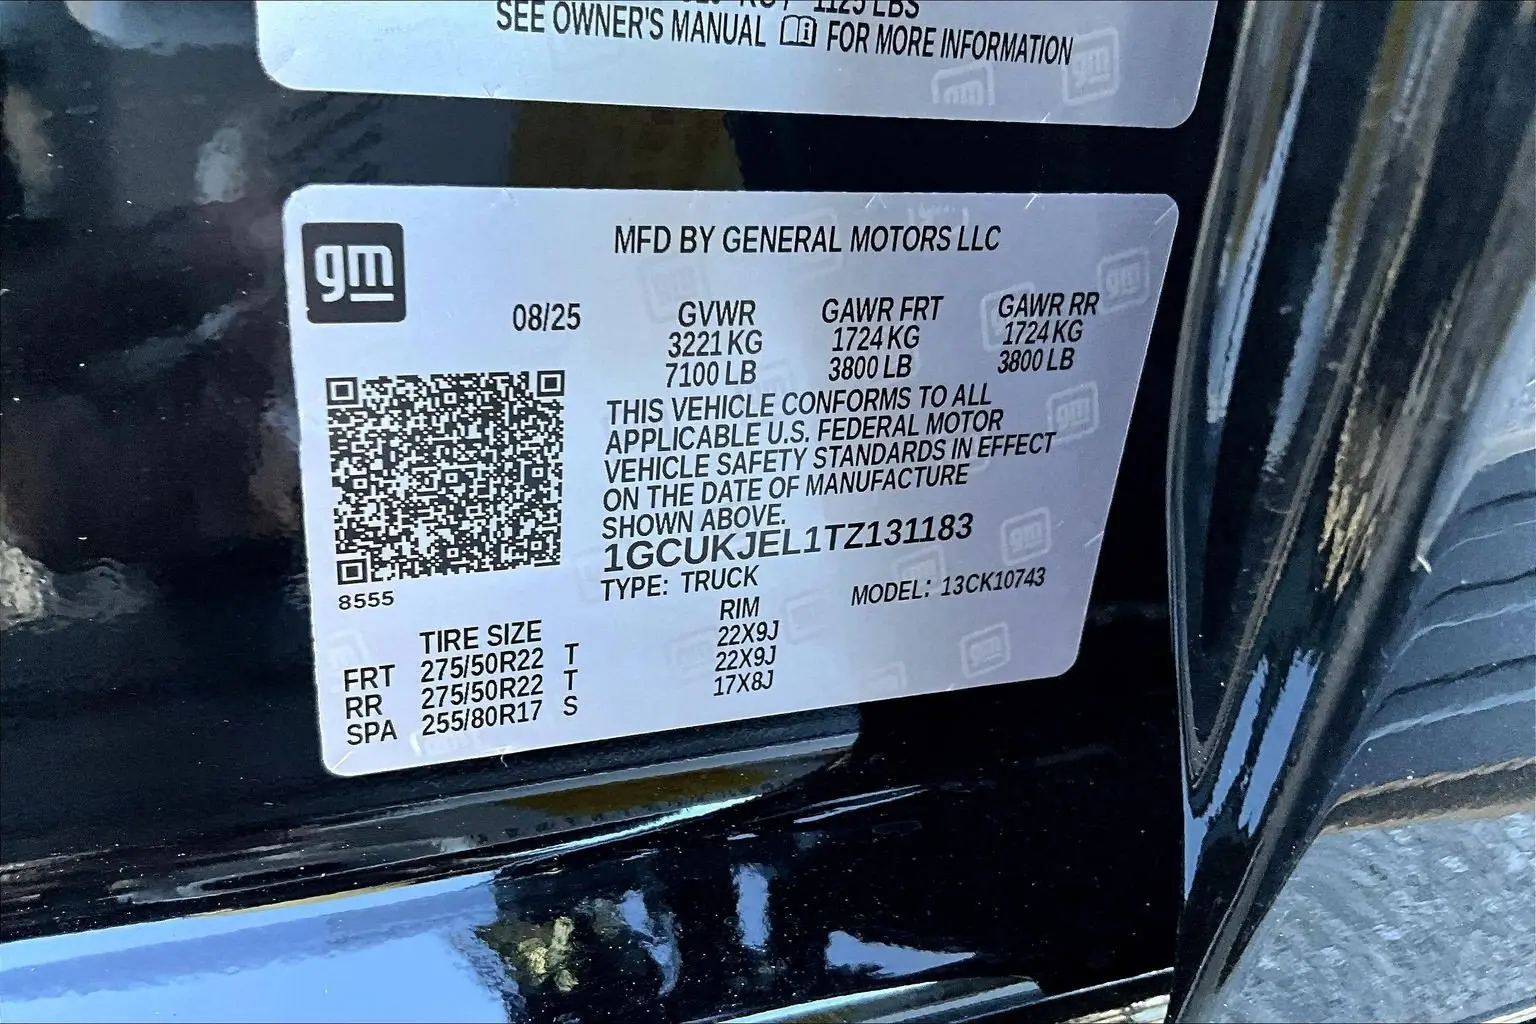 1125 LBS
SEE OWNER'S MANUAL FOR MORE INFORMATION
gm
MFD BY GENERAL MOTORS LLC
08/25 GVWR GAWR FRT GAWR RR
3221 KG 1724 KG 1724 KG
7100 LB 3800 LB 3800 LB
THIS VEHICLE CONFORMS TO ALL
APPLICABLE U.S. FEDERAL MOTOR
VEHICLE SAFETY STANDARDS IN EFFECT
ON THE DATE OF MANUFACTURE
SHOWN ABOVE.
1GCUKJEL1TZ131183
TYPE: TRUCK MODEL: 13CK10743
8555
TIRE SIZE RIM
FRT 275/50R22 T 22X9J
RR 275/50R22 T 22X9J
SPA 255/80R17 S 17X8J